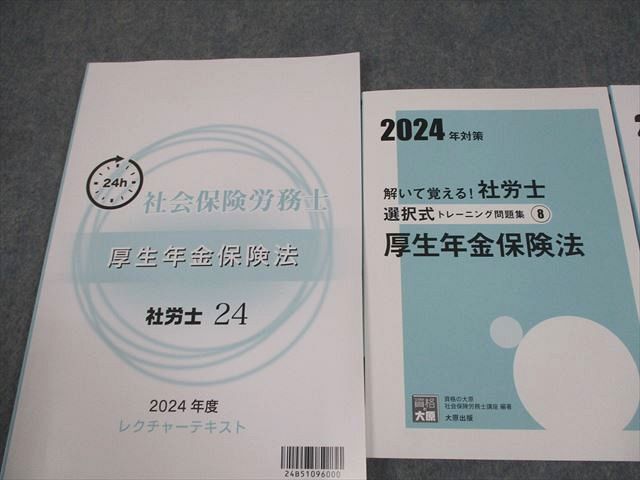 24h
社会保険労務士
厚生年金保険法
社労士 24
2024 年度
レクチャーテキスト
24B51096000
2024 年対策
解いて覚える！社労士
選択式 トレーニング問題集 8
厚生年金保険法
資格の大原
資格の大原
社会保険労務士講座 編著
大原出版